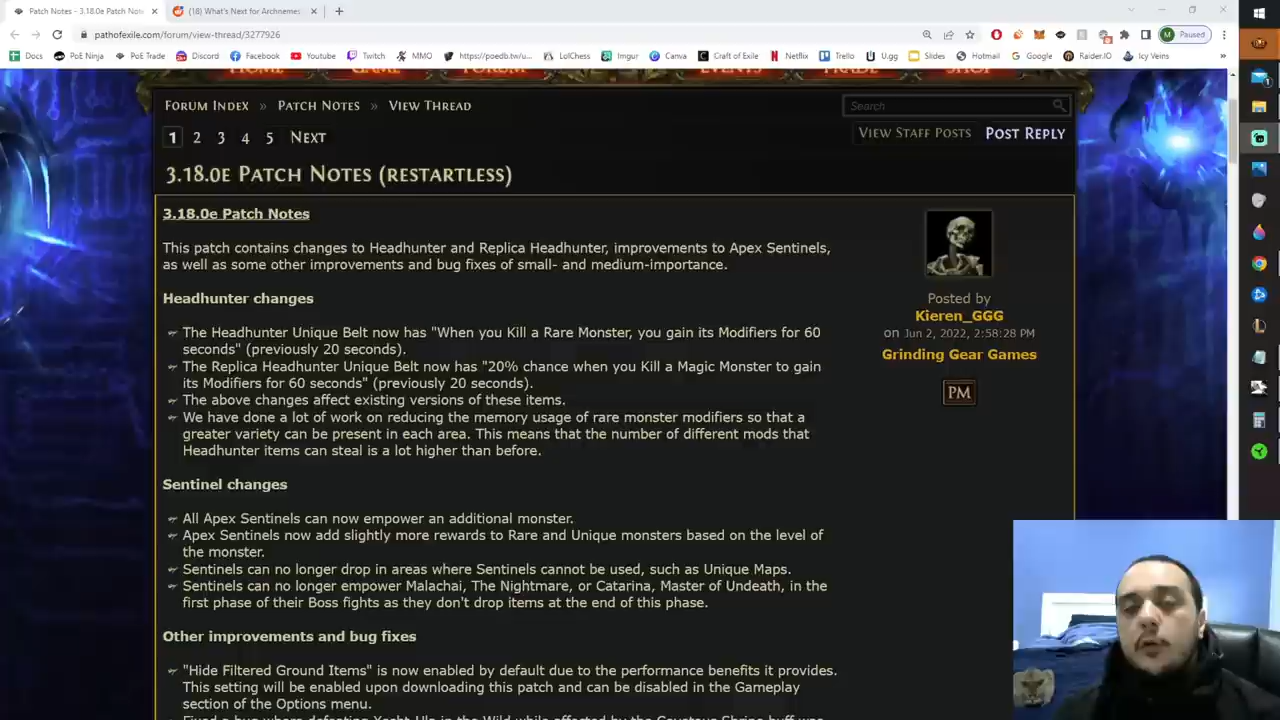 Patch Notes - 3.18.0e Patch Note
(18) What's Next for Archnemes
pathofexile.com/forum/view-thread/3277926
Paused
Docs
PoE Ninja
PoE Trade
Discord
Facebook
Youtube
Twitch
MMO
https://poedb.tw/u...
LoLChess
Imgur
Canva
Craft of Exile
Netflix
Trello
U.gg
Slides
Hotmail
Google
Raider.IO
Icy Veins
HOME GAME FORUM EVENTS TRADE SHOP
FORUM INDEX » PATCH NOTES » VIEW THREAD
Search
1 2 3 4 5 NEXT
VIEW STAFF POSTS POST REPLY
3.18.0E PATCH NOTES (RESTARTLESS)
3.18.0e Patch Notes
This patch contains changes to Headhunter and Replica Headhunter, improvements to Apex Sentinels,
as well as some other improvements and bug fixes of small- and medium-importance.
Headhunter changes
The Headhunter Unique Belt now has "When you Kill a Rare Monster, you gain its Modifiers for 60
seconds" (previously 20 seconds).
The Replica Headhunter Unique Belt now has "20% chance when you Kill a Magic Monster to gain
its Modifiers for 60 seconds" (previously 20 seconds).
The above changes affect existing versions of these items.
We have done a lot of work on reducing the memory usage of rare monster modifiers so that a
greater variety can be present in each area. This means that the number of different mods that
Headhunter items can steal is a lot higher than before.
Sentinel changes
All Apex Sentinels can now empower an additional monster.
Apex Sentinels now add slightly more rewards to Rare and Unique monsters based on the level of
the monster.
Sentinels can no longer drop in areas where Sentinels cannot be used, such as Unique Maps.
Sentinels can no longer empower Malachai, The Nightmare, or Catarina, Master of Undeath, in the
first phase of their Boss fights as they don't drop items at the end of this phase.
Other improvements and bug fixes
"Hide Filtered Ground Items" is now enabled by default due to the performance benefits it provides.
This setting will be enabled upon downloading this patch and can be disabled in the Gameplay
section of the Options menu.
Posted by
Kieren_GGG
on Jun 2, 2022, 2:58:28 PM
Grinding Gear Games
PM